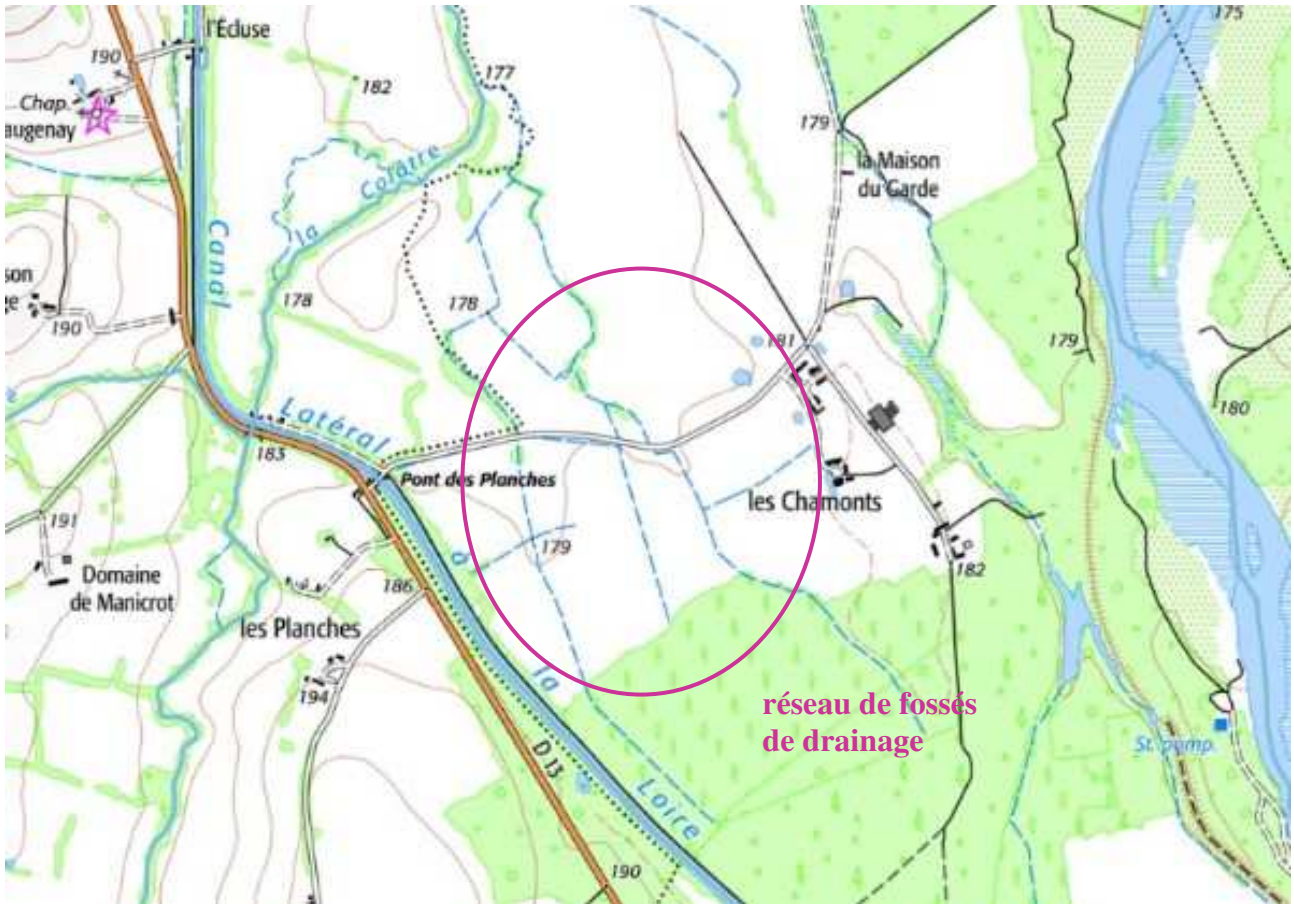 l'Écluse
175
190
177
182
Chap.
augenay
179
la Maison
du Garde
la Colâtre
Canal
son
178
178
190
181
179
180
Latéral
183
Pont des Planches
les Chamonts
191
à
179
Domaine
de Manicrot
186
182
les Planches
la
194
réseau de fossés
de drainage
St. pomp.
D 13
Loire
190